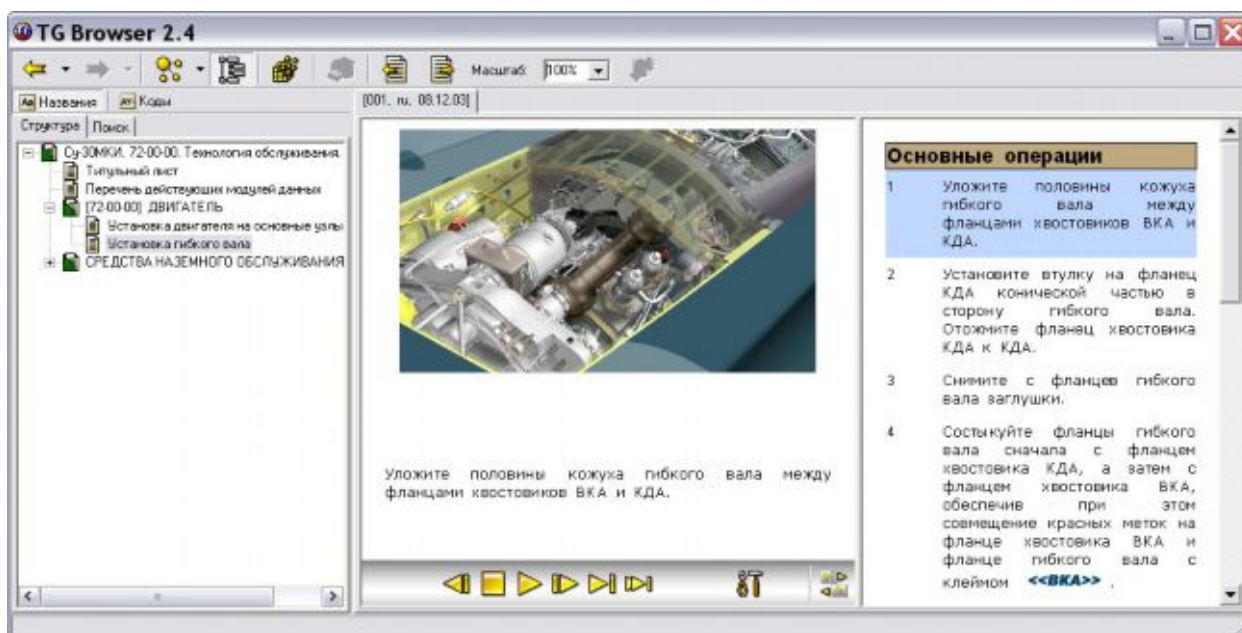 TG Browser 2.4
Масштаб: 100%
Названия Коды
[001. ru. 08.12.03]
Структура Поиск
Су-30МКИ. 72-00-00. Технология обслуживания.
Титульный лист
Перечень действующих модулей данных
[72-00-00] ДВИГАТЕЛЬ
Установка двигателя на основные узлы
Установка гибкого вала
СРЕДСТВА НАЗЕМНОГО ОБСЛУЖИВАНИЯ
Уложите половины кожуха гибкого вала между
фланцами хвостовиков ВКА и КДА.
Основные операции
1 Уложите половины кожуха
гибкого вала между
фланцами хвостовиков ВКА и
КДА.
2 Установите втулку на фланец
КДА конической частью в
сторону гибкого вала.
Отожмите фланец хвостовика
КДА к КДА.
3 Снимите с фланцев гибкого
вала заглушки.
4 Состыкуйте фланцы гибкого
вала сначала с фланцем
хвостовика КДА, а затем с
фланцем хвостовика ВКА,
обеспечив при этом
совмещение красных меток на
фланце хвостовика ВКА и
фланце гибкого вала с
клеймом <<ВКА>> .